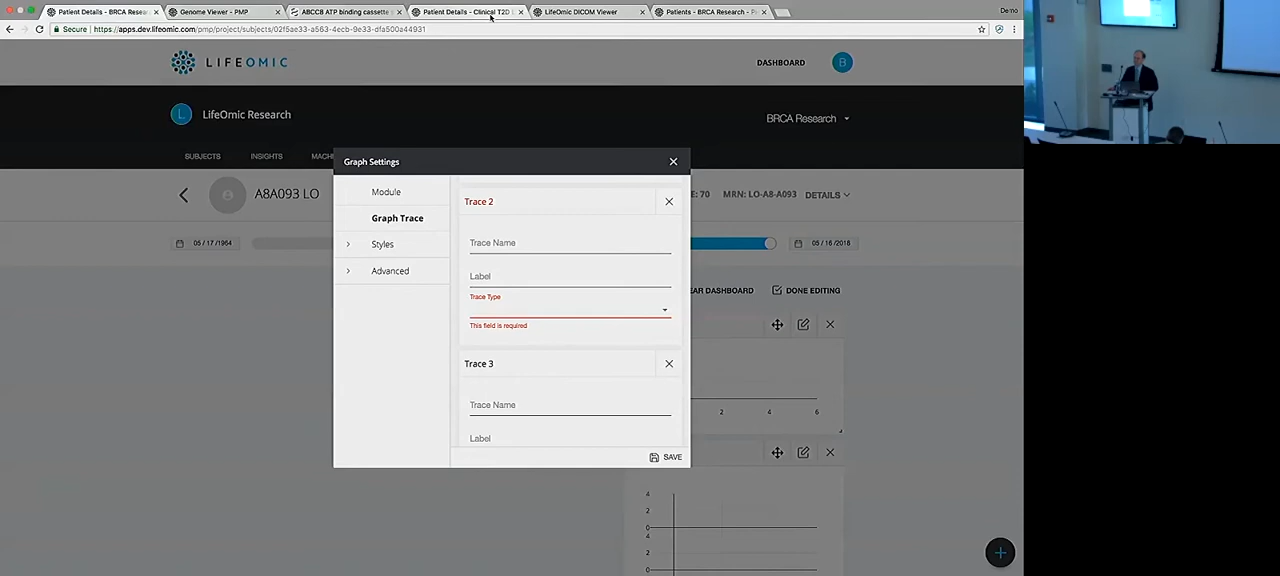 Patient Details - BRCA Resea
Genome Viewer - PMP
ABCC8 ATP binding cassette
Patient Details - Clinical T2D
LifeOmic DICOM Viewer
Patients - BRCA Research - P
Demo
Secure
https://apps.dev.lifeomic.com/pmp/project/subjects/02f5ae33-a563-4ecb-9e33-dfa500a44931
LIFEOMIC
DASHBOARD
B
L
LifeOmic Research
BRCA Research
SUBJECTS
INSIGHTS
MACH
Graph Settings
A8A093 LO
E: 70
MRN: LO-A8-A093
DETAILS
05 / 17 / 1964
05 / 16 / 2018
AR DASHBOARD
DONE EDITING
Module
Graph Trace
Styles
Advanced
Trace 2
Trace Name
Label
Trace Type
This field is required
Trace 3
Trace Name
Label
SAVE
2
4
6
4
2
0
4
2
0